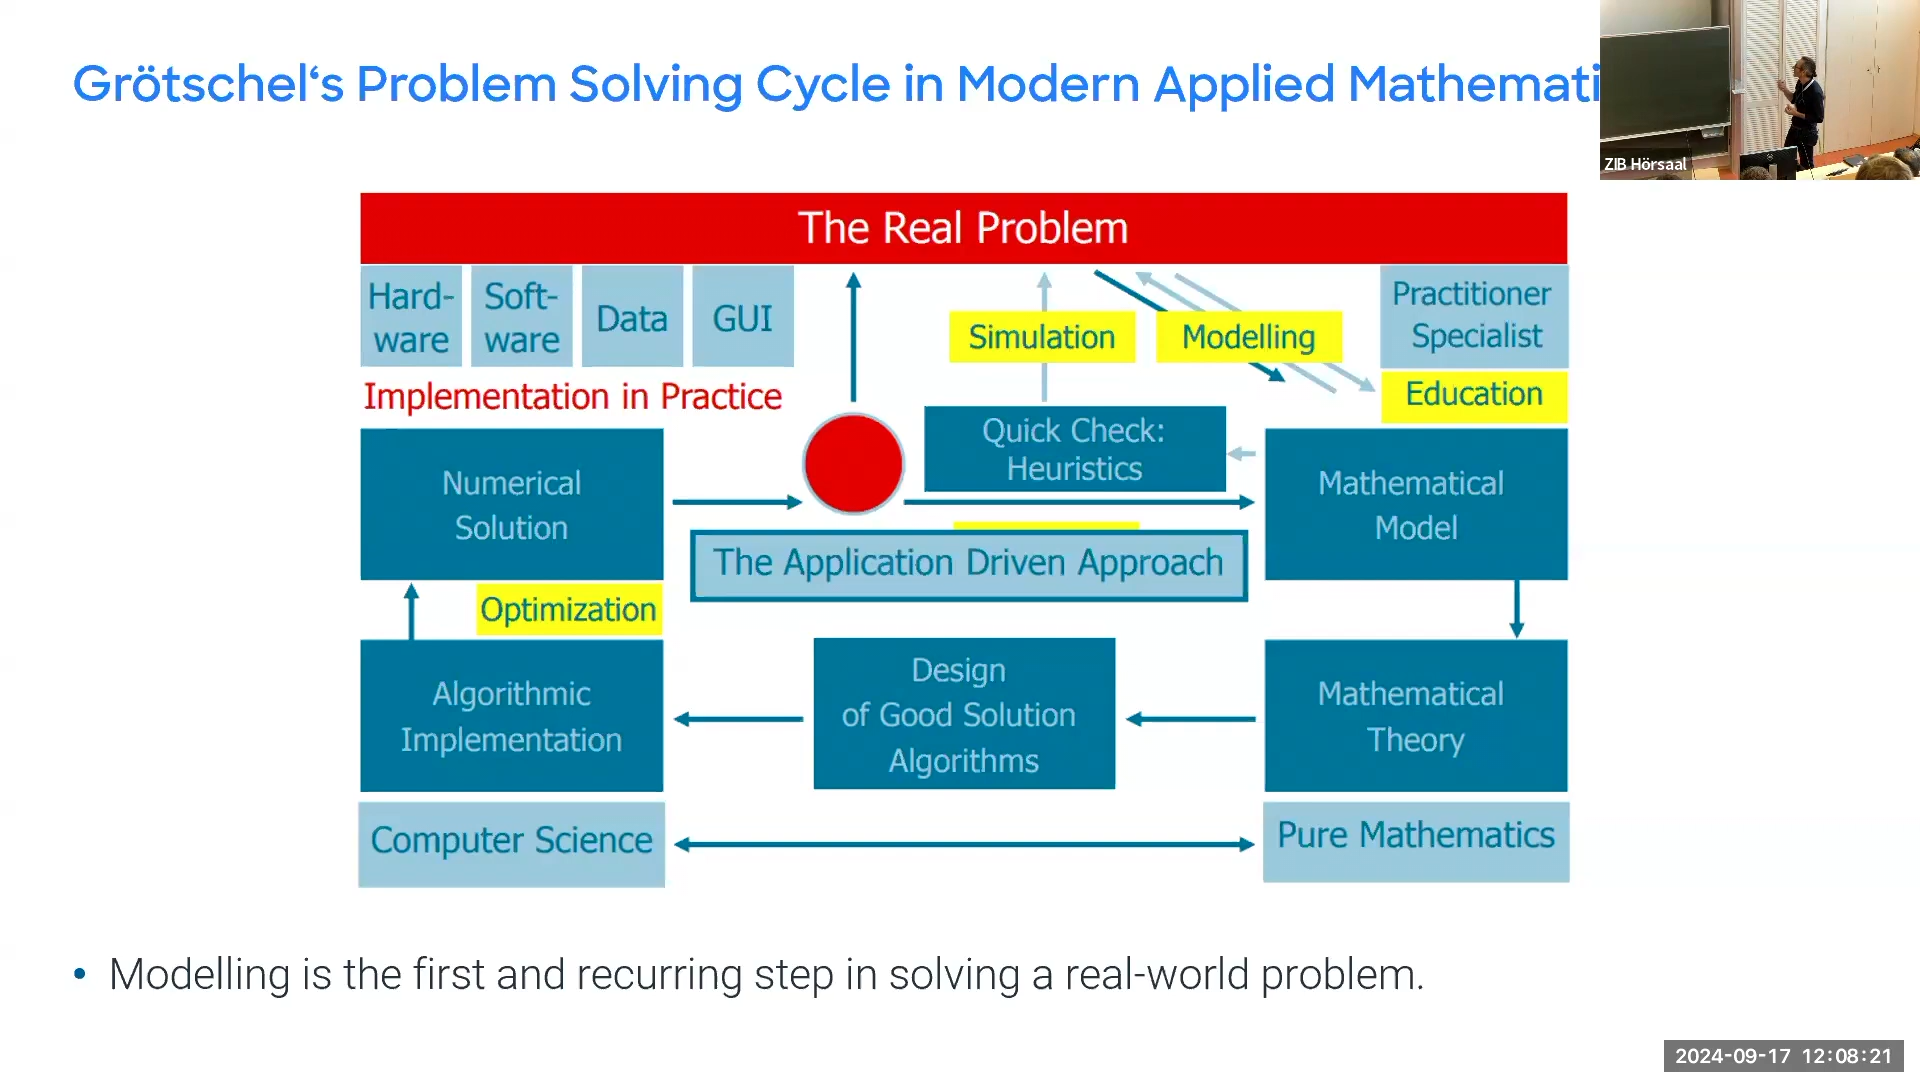 Grötschel‘s Problem Solving Cycle in Modern Applied Mathemati
ZIB Hörsaal
The Real Problem
Hard-
ware
Soft-
ware
Data
GUI
Simulation
Modelling
Practitioner
Specialist
Education
Implementation in Practice
Numerical
Solution
Quick Check:
Heuristics
Mathematical
Model
The Application Driven Approach
Optimization
Algorithmic
Implementation
Design
of Good Solution
Algorithms
Mathematical
Theory
Computer Science
Pure Mathematics
• Modelling is the first and recurring step in solving a real-world problem.
2024-09-17 12:08:21